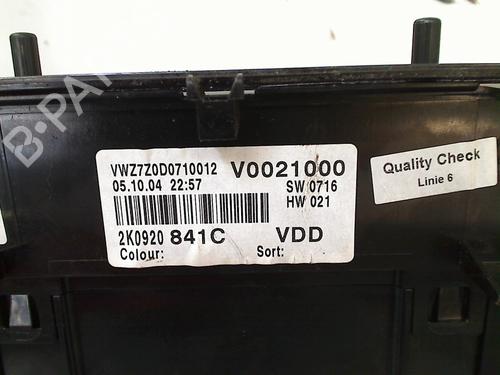 VWZ7Z0D0710012 V0021000
05.10.04 22:57 SW 0716
HW 021
2K0920 841C VDD
Colour: Sort:
Quality Check
Linie 6
B-PARTS